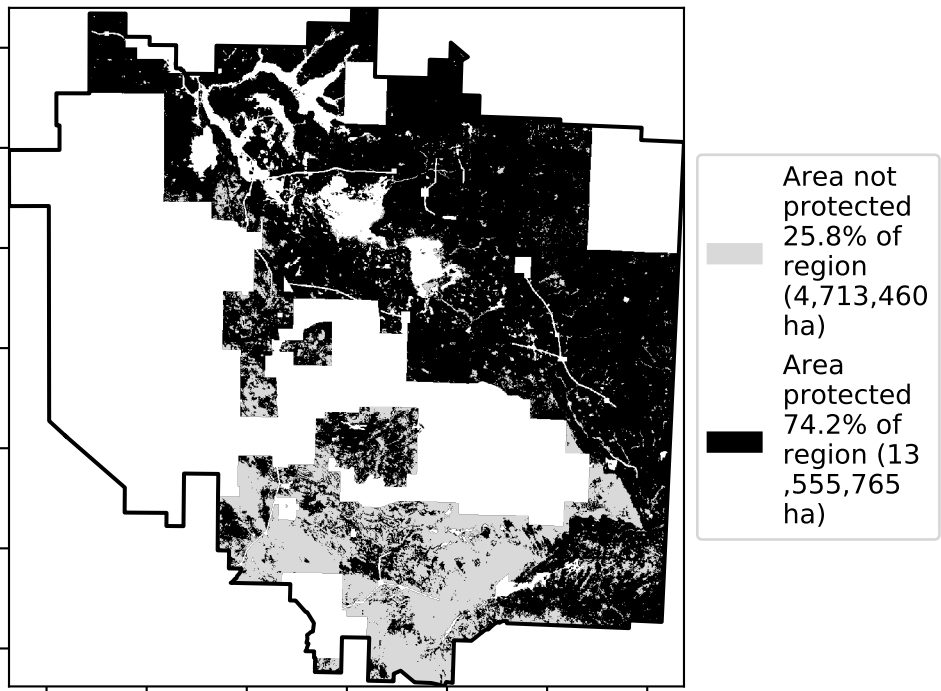 Area not
protected
25.8% of
region
(4,713,460
ha)
Area
protected
74.2% of
region (13
,555,765
ha)